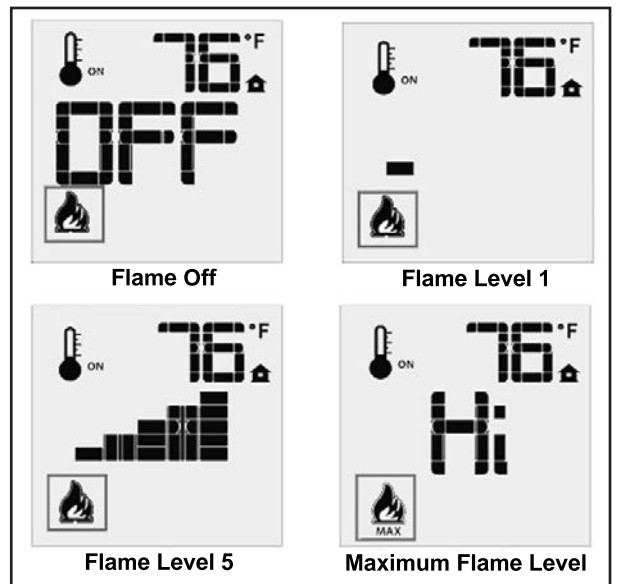 76 °F
ON
OFF
Flame Off
76 °F
ON
Flame Level 1
76 °F
ON
Flame Level 5
76 °F
ON
Hi
MAX
Maximum Flame Level